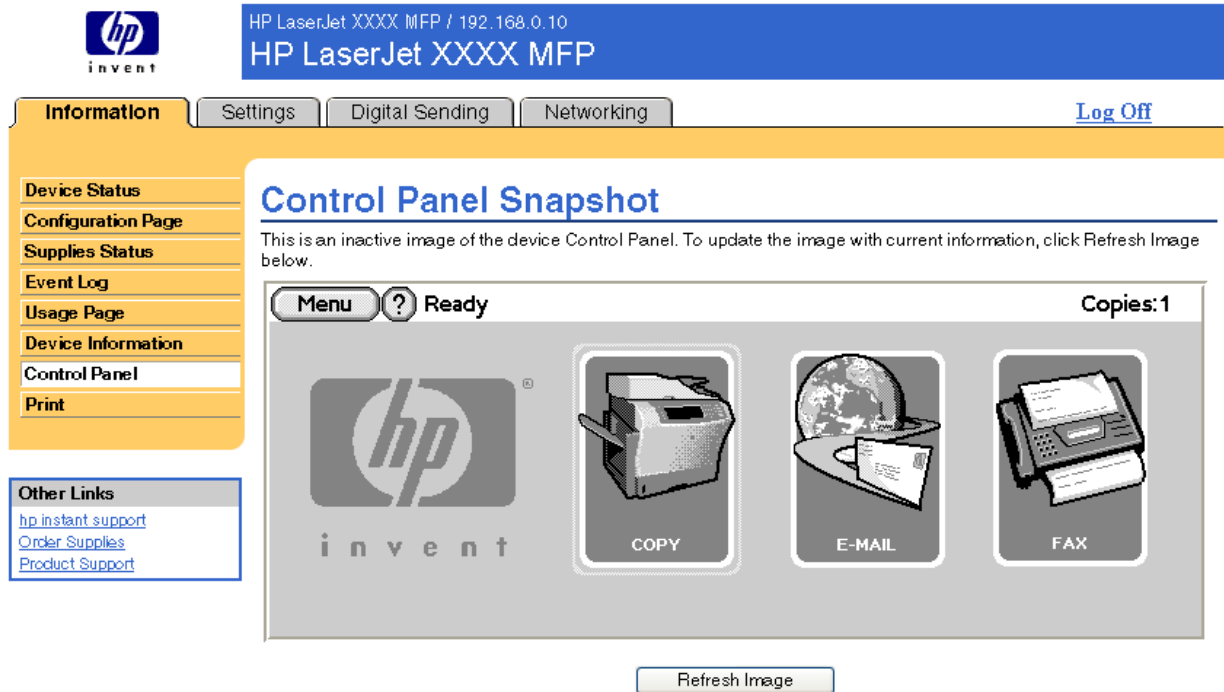 hp
invent
HP LaserJet XXXX MFP / 192.168.0.10
HP LaserJet XXXX MFP
Information
Settings
Digital Sending
Networking
Log Off
Device Status
Configuration Page
Supplies Status
Event Log
Usage Page
Device Information
Control Panel
Print
Other Links
hp instant support
Order Supplies
Product Support
Control Panel Snapshot
This is an inactive image of the device Control Panel. To update the image with current information, click Refresh Image
below.
Menu ? Ready
Copies:1
hp ®
invent
COPY
E-MAIL
FAX
Refresh Image